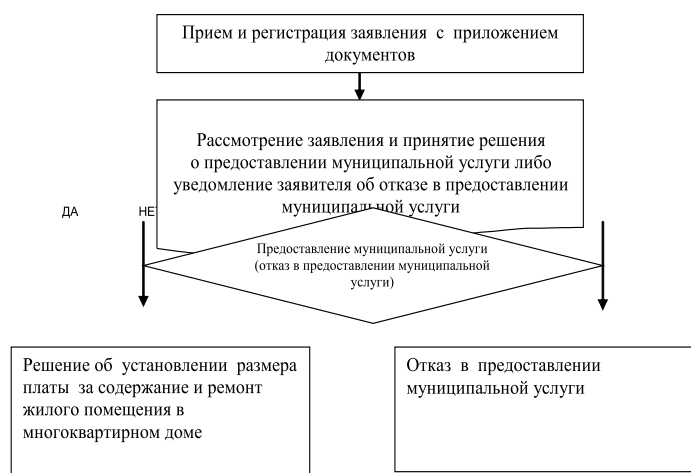 Прием и регистрация заявления с приложением
документов
Рассмотрение заявления и принятие решения
о предоставлении муниципальной услуги либо
уведомление заявителя об отказе в предоставлении
муниципальной услуги
ДА НЕТ
Предоставление муниципальной услуги
(отказ в предоставлении муниципальной
услуги)
Решение об установлении размера
платы за содержание и ремонт
жилого помещения в
многоквартирном доме
Отказ в предоставлении
муниципальной услуги